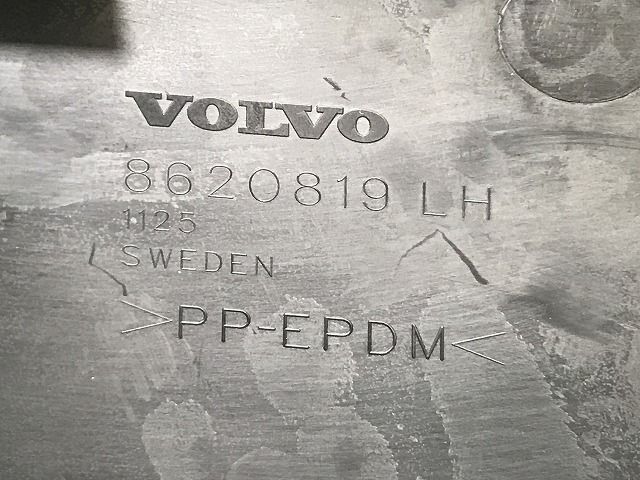 VOLVO
8620819 LH
1125
SWEDEN
>PP-EPDM<